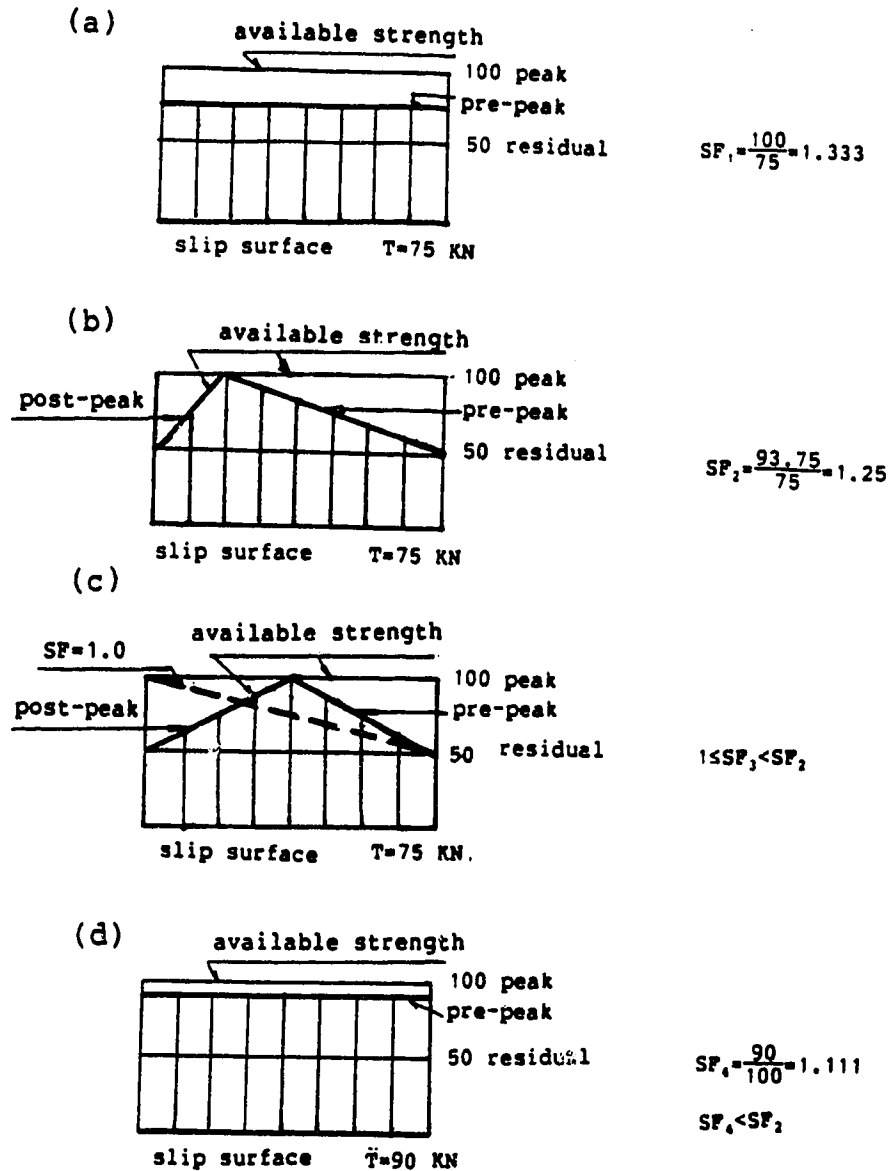 (a)
available strength
100 peak
pre-peak
50 residual
SF₁=100/75=1.333
slip surface T=75 KN
(b)
available strength
100 peak
post-peak
pre-peak
50 residual
SF₂=93.75/75=1.25
slip surface T=75 KN
(c)
available strength
SF=1.0
100 peak
post-peak
pre-peak
50 residual
1≤SF₃<SF₂
slip surface T=75 KN.
(d)
available strength
100 peak
pre-peak
50 residual
SF₄=90/100=1.111
SF₄<SF₂
slip surface T=90 KN